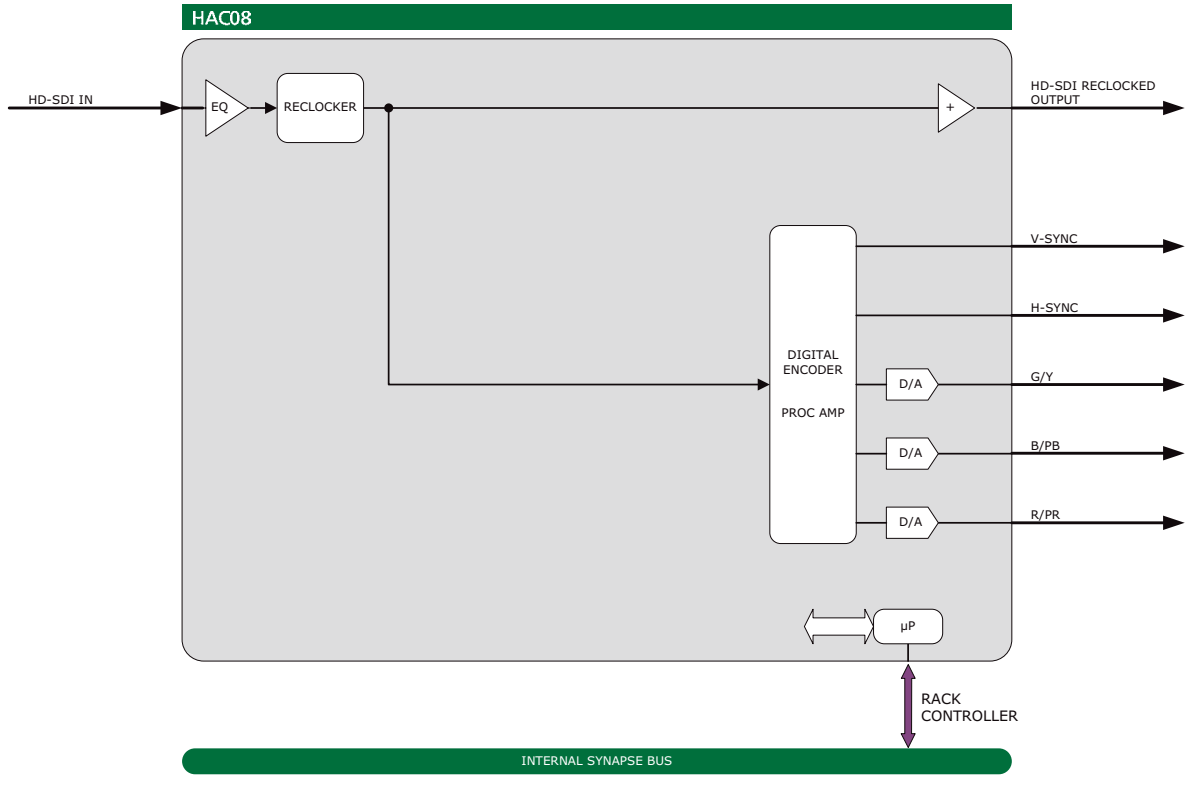 HAC08
HD-SDI IN
EQ
RECLOCKER
+
HD-SDI RECLOCKED
OUTPUT
V-SYNC
H-SYNC
DIGITAL
ENCODER
PROC AMP
D/A
G/Y
D/A
B/PB
D/A
R/PR
µP
RACK
CONTROLLER
INTERNAL SYNAPSE BUS